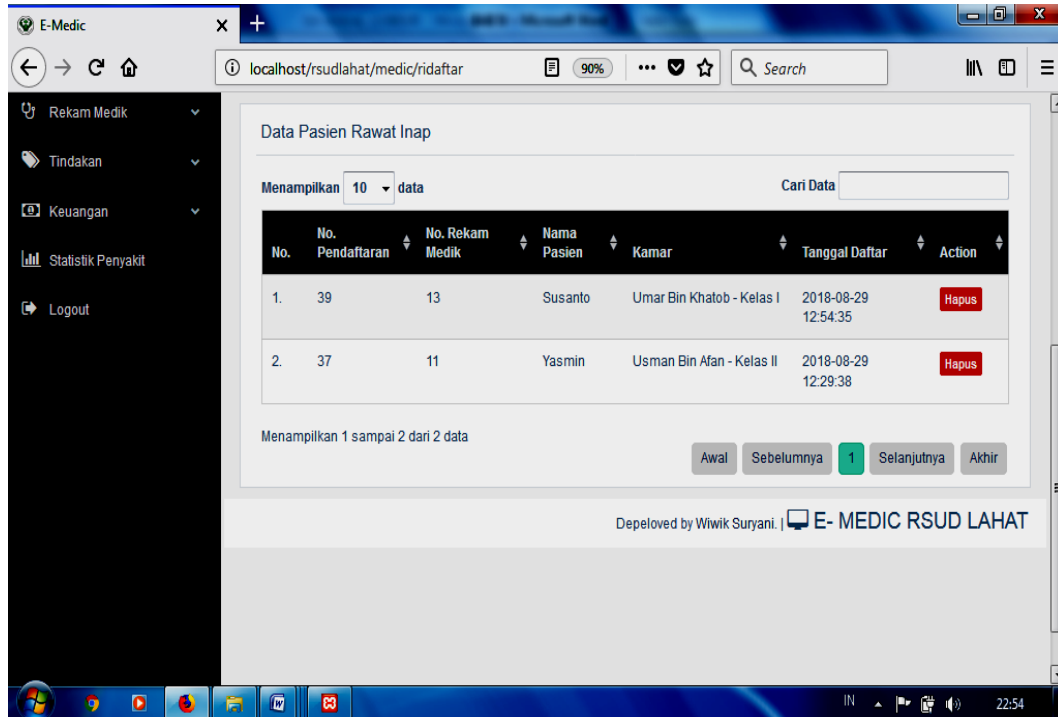 E-Medic
localhost/rsudlahat/medic/ridaftar
90%
Search
Rekam Medik
Tindakan
Keuangan
Statistik Penyakit
Logout
Data Pasien Rawat Inap
Menampilkan 10 data
Cari Data
No. No. Pendaftaran No. Rekam Medik Nama Pasien Kamar Tanggal Daftar Action
1. 39 13 Susanto Umar Bin Khatob - Kelas I 2018-08-29 12:54:35 Hapus
2. 37 11 Yasmin Usman Bin Afan - Kelas II 2018-08-29 12:29:38 Hapus
Menampilkan 1 sampai 2 dari 2 data
Awal Sebelumnya 1 Selanjutnya Akhir
Depeloved by Wiwik Suryani. | E- MEDIC RSUD LAHAT
IN 22:54